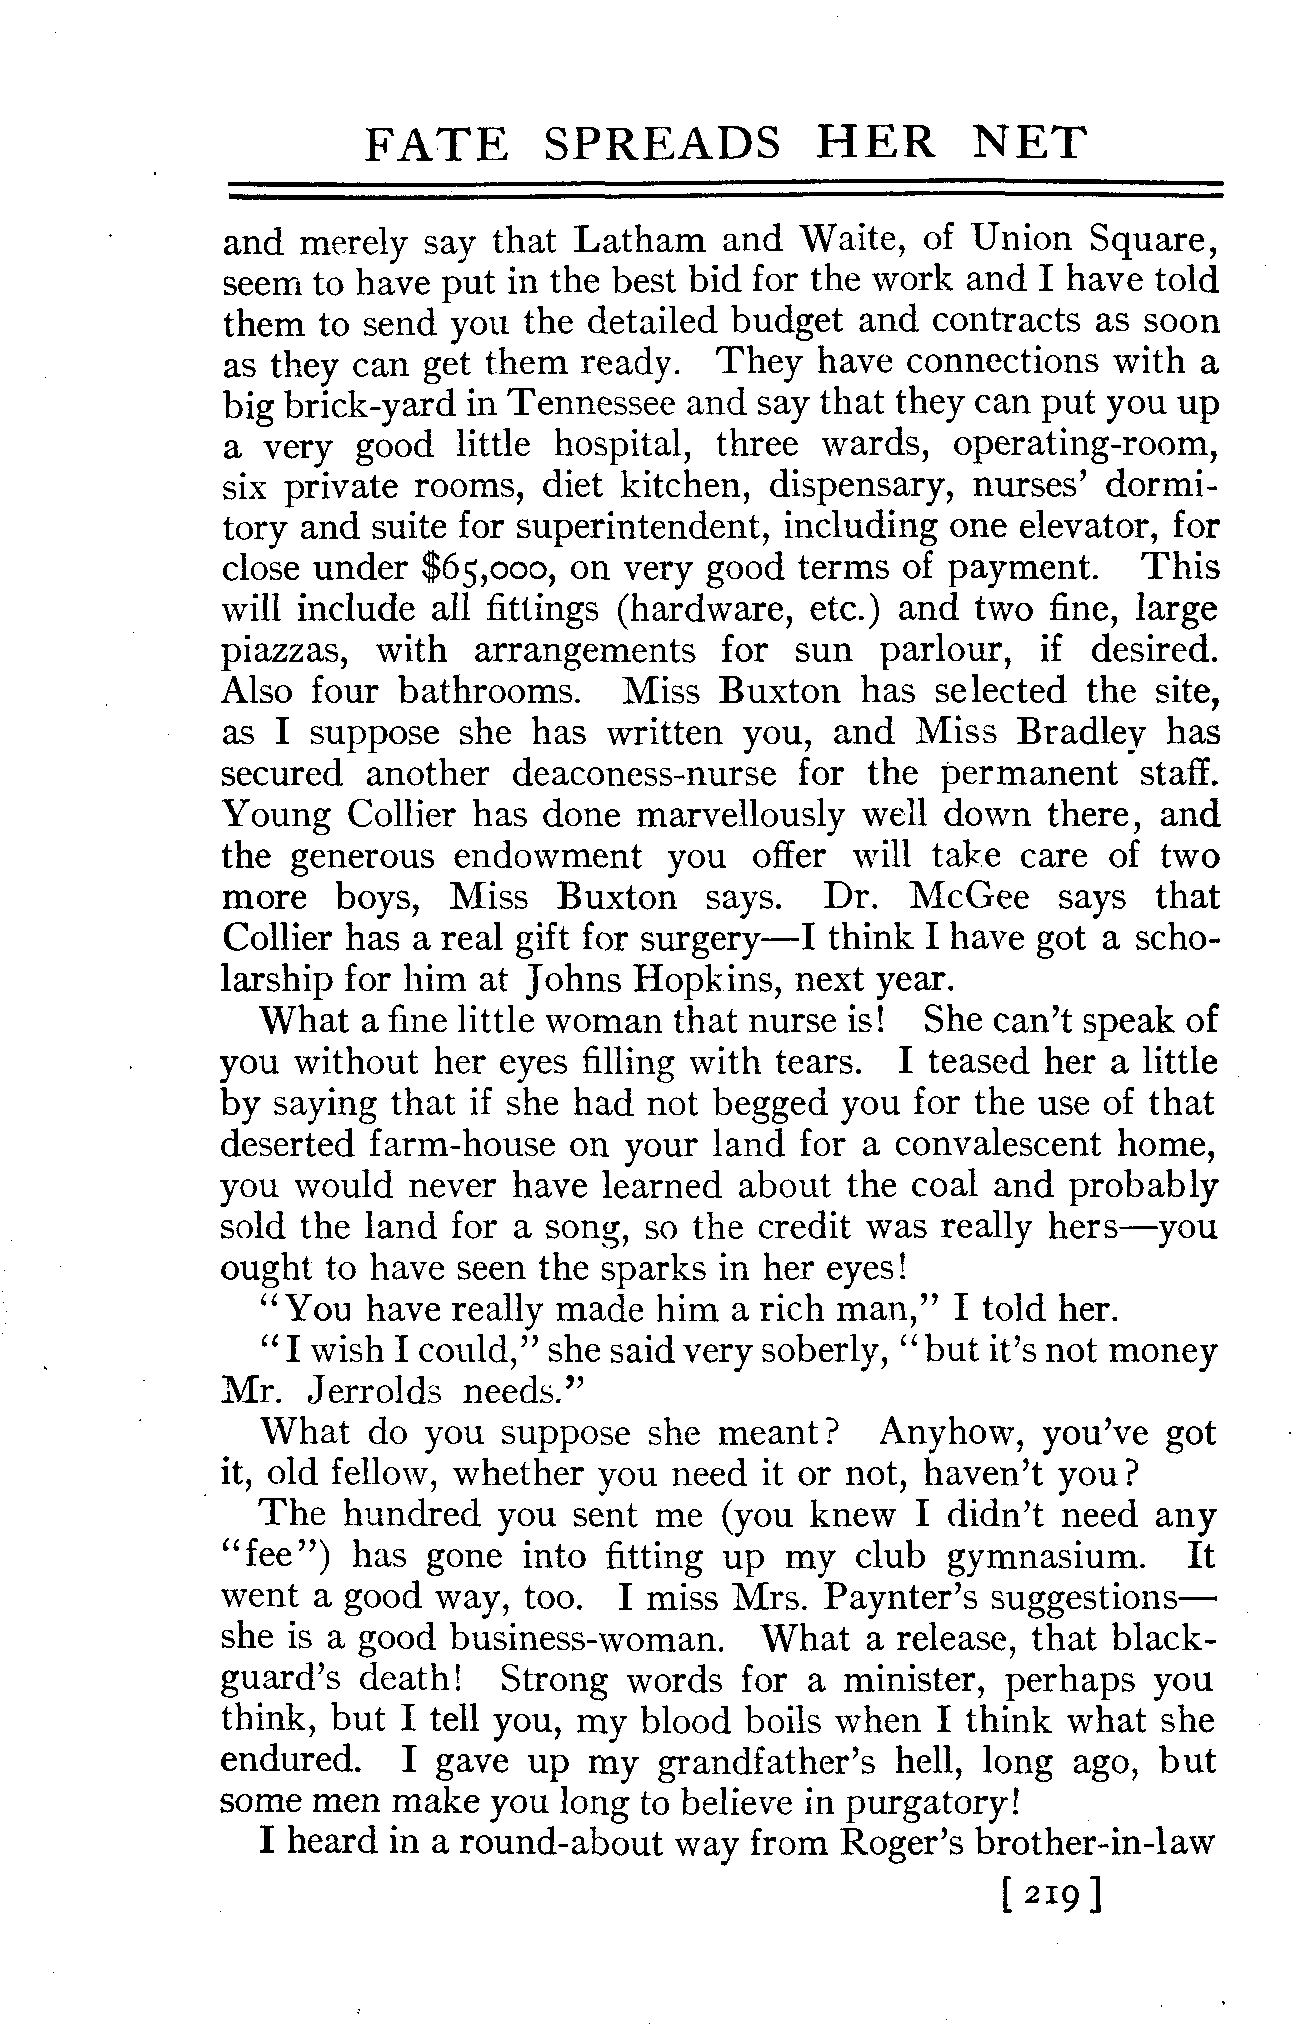 FATE SPREADS HER NET
and merely say that Latham and Waite, of Union Square,
seem to have put in the best bid for the work and I have told
them to send you the detailed budget and contracts as soon
as they can get them ready. They have connections with a
big brick-yard in Tennessee and say that they can put you up
a very good little hospital, three wards, operating-room,
six private rooms, diet kitchen, dispensary, nurses' dormi-
tory and suite for superintendent, including one elevator, for
close under $65,000, on very good terms of payment. This
will include all fittings (hardware, etc.) and two fine, large
piazzas, with arrangements for sun parlour, if desired.
Also four bathrooms. Miss Buxton has selected the site,
as I suppose she has written you, and Miss Bradley has
secured another deaconess-nurse for the permanent staff.
Young Collier has done marvellously well down there, and
the generous endowment you offer will take care of two
more boys, Miss Buxton says. Dr. McGee says that
Collier has a real gift for surgery—I think I have got a scho-
larship for him at Johns Hopkins, next year.
What a fine little woman that nurse is! She can't speak of
you without her eyes filling with tears. I teased her a little
by saying that if she had not begged you for the use of that
deserted farm-house on your land for a convalescent home,
you would never have learned about the coal and probably
sold the land for a song, so the credit was really hers—you
ought to have seen the sparks in her eyes!
"You have really made him a rich man," I told her.
"I wish I could," she said very soberly, "but it's not money
Mr. Jerrolds needs."
What do you suppose she meant? Anyhow, you've got
it, old fellow, whether you need it or not, haven't you?
The hundred you sent me (you knew I didn't need any
"fee") has gone into fitting up my club gymnasium. It
went a good way, too. I miss Mrs. Paynter's suggestions—
she is a good business-woman. What a release, that black-
guard's death! Strong words for a minister, perhaps you
think, but I tell you, my blood boils when I think what she
endured. I gave up my grandfather's hell, long ago, but
some men make you long to believe in purgatory!
I heard in a round-about way from Roger's brother-in-law
[219]